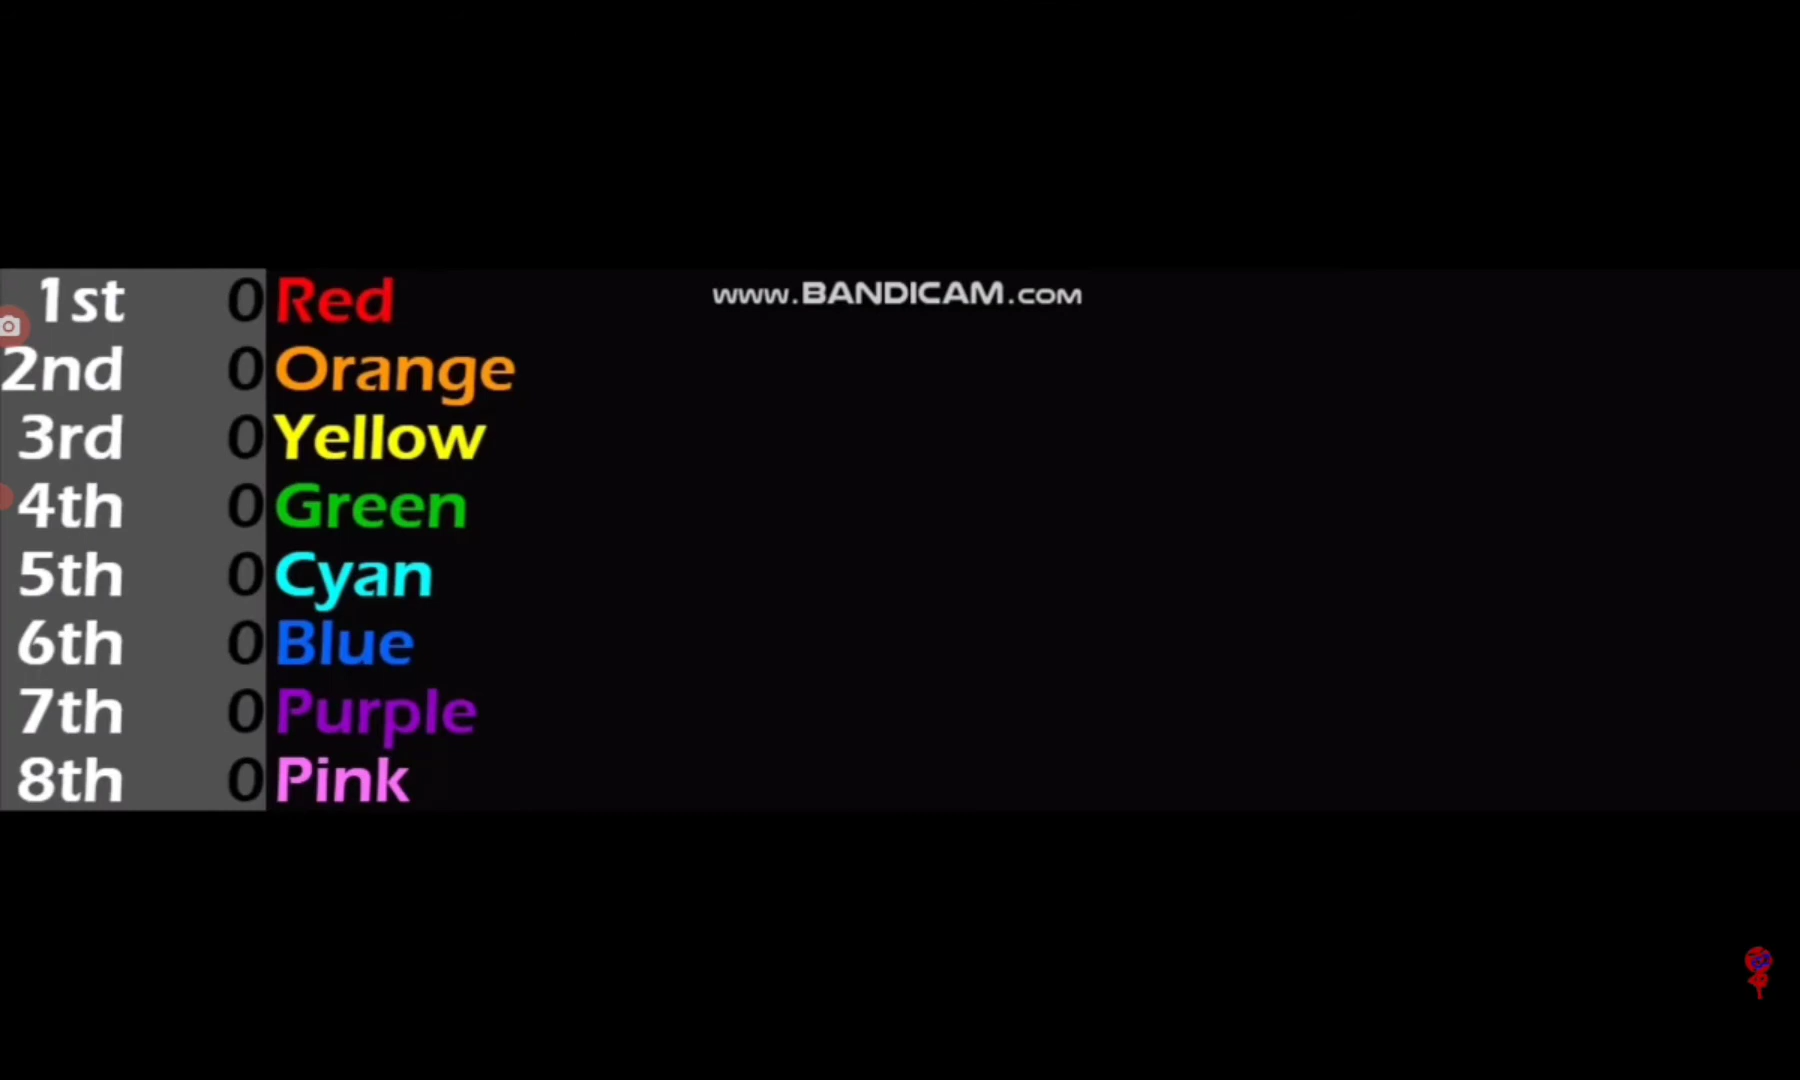 1st 0 Red www.BANDICAM.COM
2nd 0 Orange
3rd 0 Yellow
4th 0 Green
5th 0 Cyan
6th 0 Blue
7th 0 Purple
8th 0 Pink